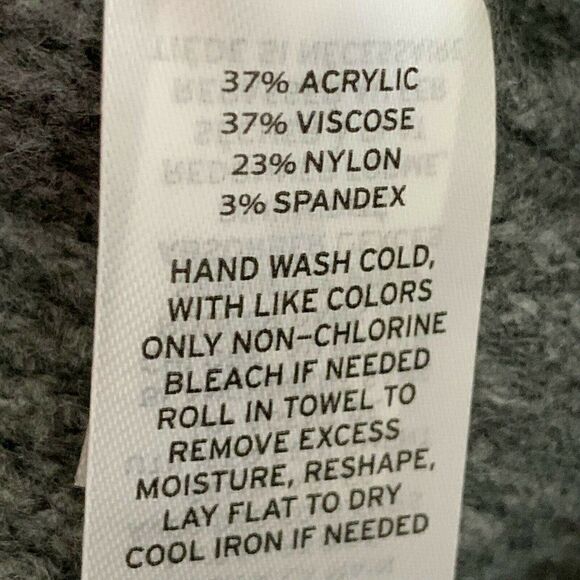 37% ACRYLIC
37% VISCOSE
23% NYLON
3% SPANDEX
HAND WASH COLD,
WITH LIKE COLORS
ONLY NON-CHLORINE
BLEACH IF NEEDED
ROLL IN TOWEL TO
REMOVE EXCESS
MOISTURE, RESHAPE,
LAY FLAT TO DRY
COOL IRON IF NEEDED